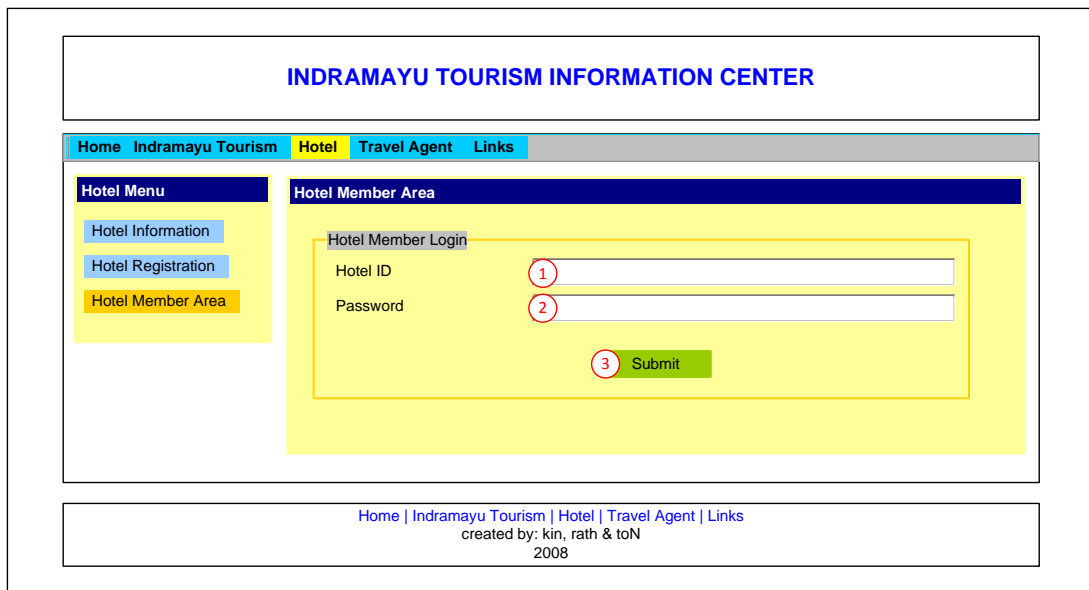 INDRAMAYU TOURISM INFORMATION CENTER
Home Indramayu Tourism Hotel Travel Agent Links
Hotel Menu
Hotel Information
Hotel Registration
Hotel Member Area
Hotel Member Area
Hotel Member Login
Hotel ID 1
Password 2
3 Submit
Home | Indramayu Tourism | Hotel | Travel Agent | Links
created by: kin, rath & toN
2008